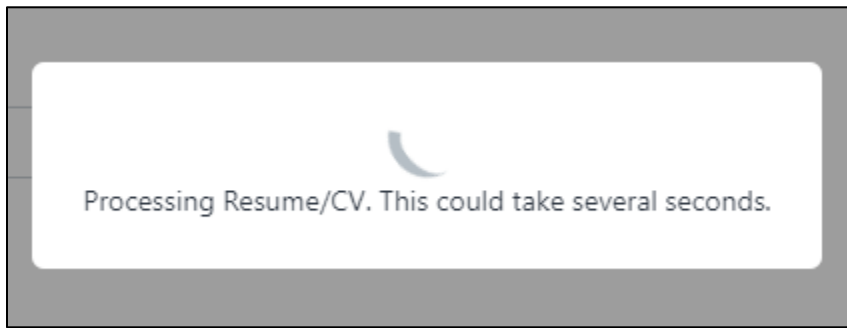 Processing Resume/CV. This could take several seconds.